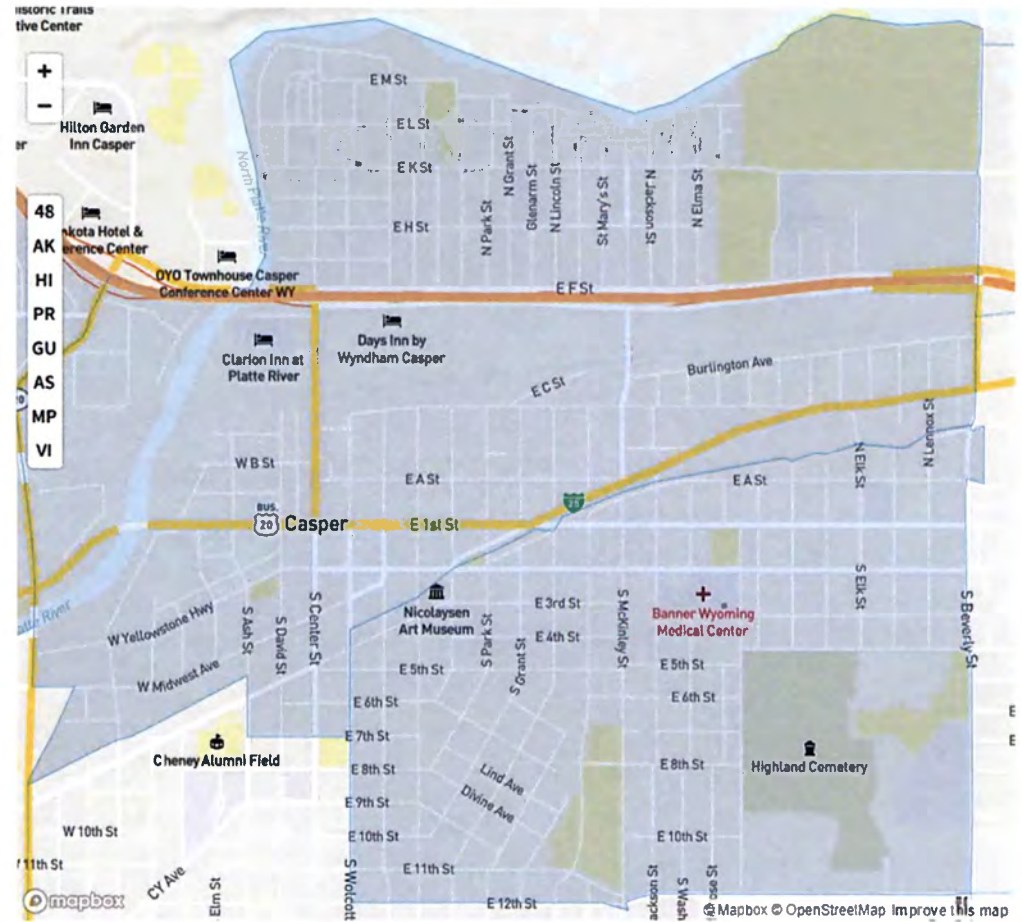 Historic Trails
tive Center
+
−
Hilton Garden
Inn Casper
er
48
AK
HI
PR
GU
AS
MP
VI
kota Hotel &
erence Center
OYO Townhouse Casper
Conference Center WY
North Platte Rive
E M St
E L St
E K St
E H St
N Park St
N Grant St
Glenarm St
N Lincoln St
St Mary's St
N Jackson St
N Elma St
E F St
Clarion Inn at
Platte River
Days Inn by
Wyndham Casper
E C St
Burlington Ave
20
W B St
E A St
E A St
N Elk St
N Lennox St
25
BUS.
20
Casper
E 1st St
atte River
W Yellowstone Hwy
W Midwest Ave
S Ash St
S David St
S Center St
Nicolaysen
Art Museum
S Park St
S Grant St
E 3rd St
E 4th St
S McKinley St
Banner Wyoming
Medical Center
S Elk St
S Beverly St
E 5th St
E 5th St
E 6th St
E 6th St
E 7th St
E 8th St
E 8th St
E 9th St
E 10th St
E 10th St
E 11th St
E 12th St
Lind Ave
Divine Ave
Cheney Alumni Field
Highland Cemetery
E
E
W 10th St
11th St
CY Ave
Elm St
S Wolcott
ackson St
S Wash
mapbox
© Mapbox © OpenStreetMap Improve this map